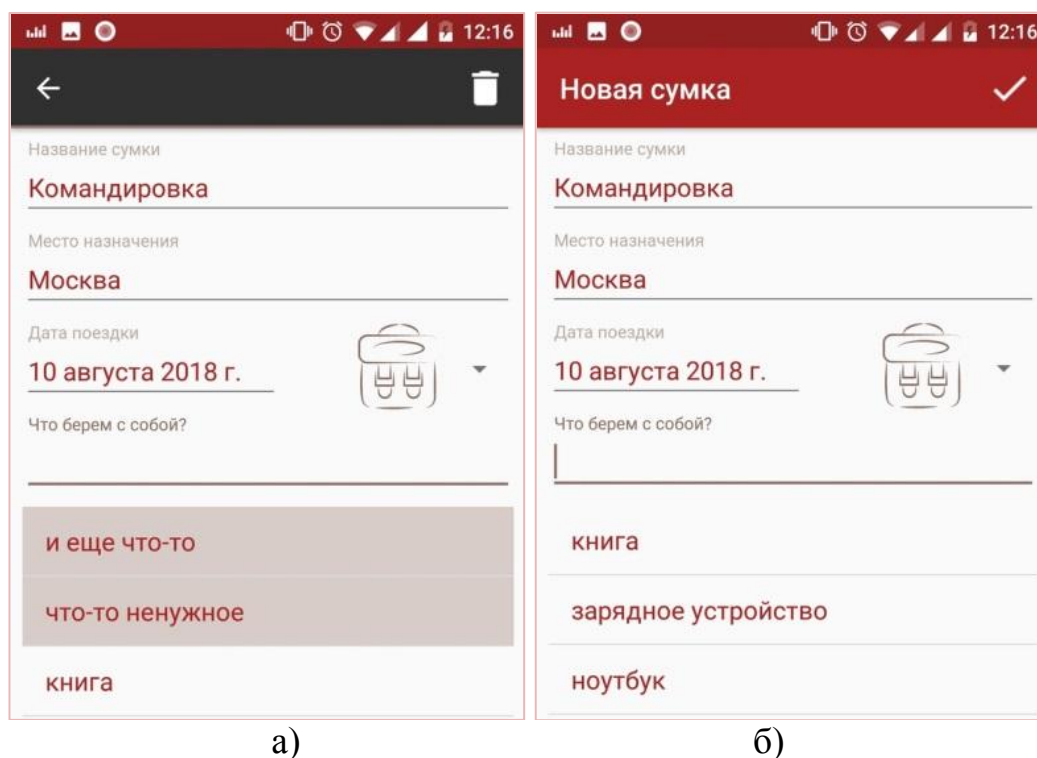 12:16
Название сумки
Командировка
Место назначения
Москва
Дата поездки
10 августа 2018 г.
Что берем с собой?
и еще что-то
что-то ненужное
книга
а)
12:16
Новая сумка
Название сумки
Командировка
Место назначения
Москва
Дата поездки
10 августа 2018 г.
Что берем с собой?
книга
зарядное устройство
ноутбук
б)